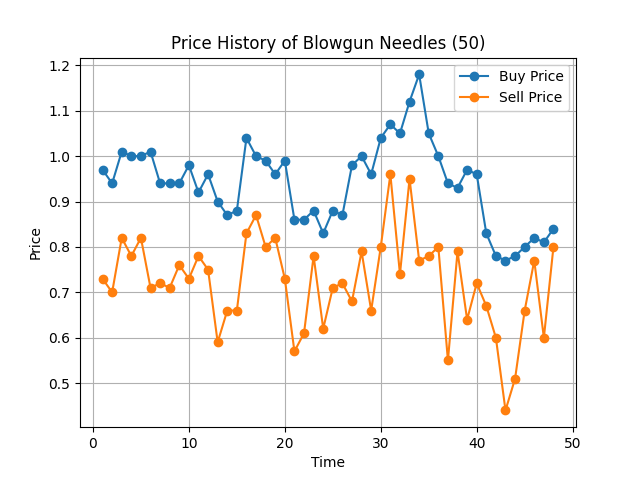 Price History of Blowgun Needles (50)
Buy Price
Sell Price
1.2
1.1
1.0
0.9
0.8
0.7
0.6
0.5
Price
0 10 20 30 40 50
Time